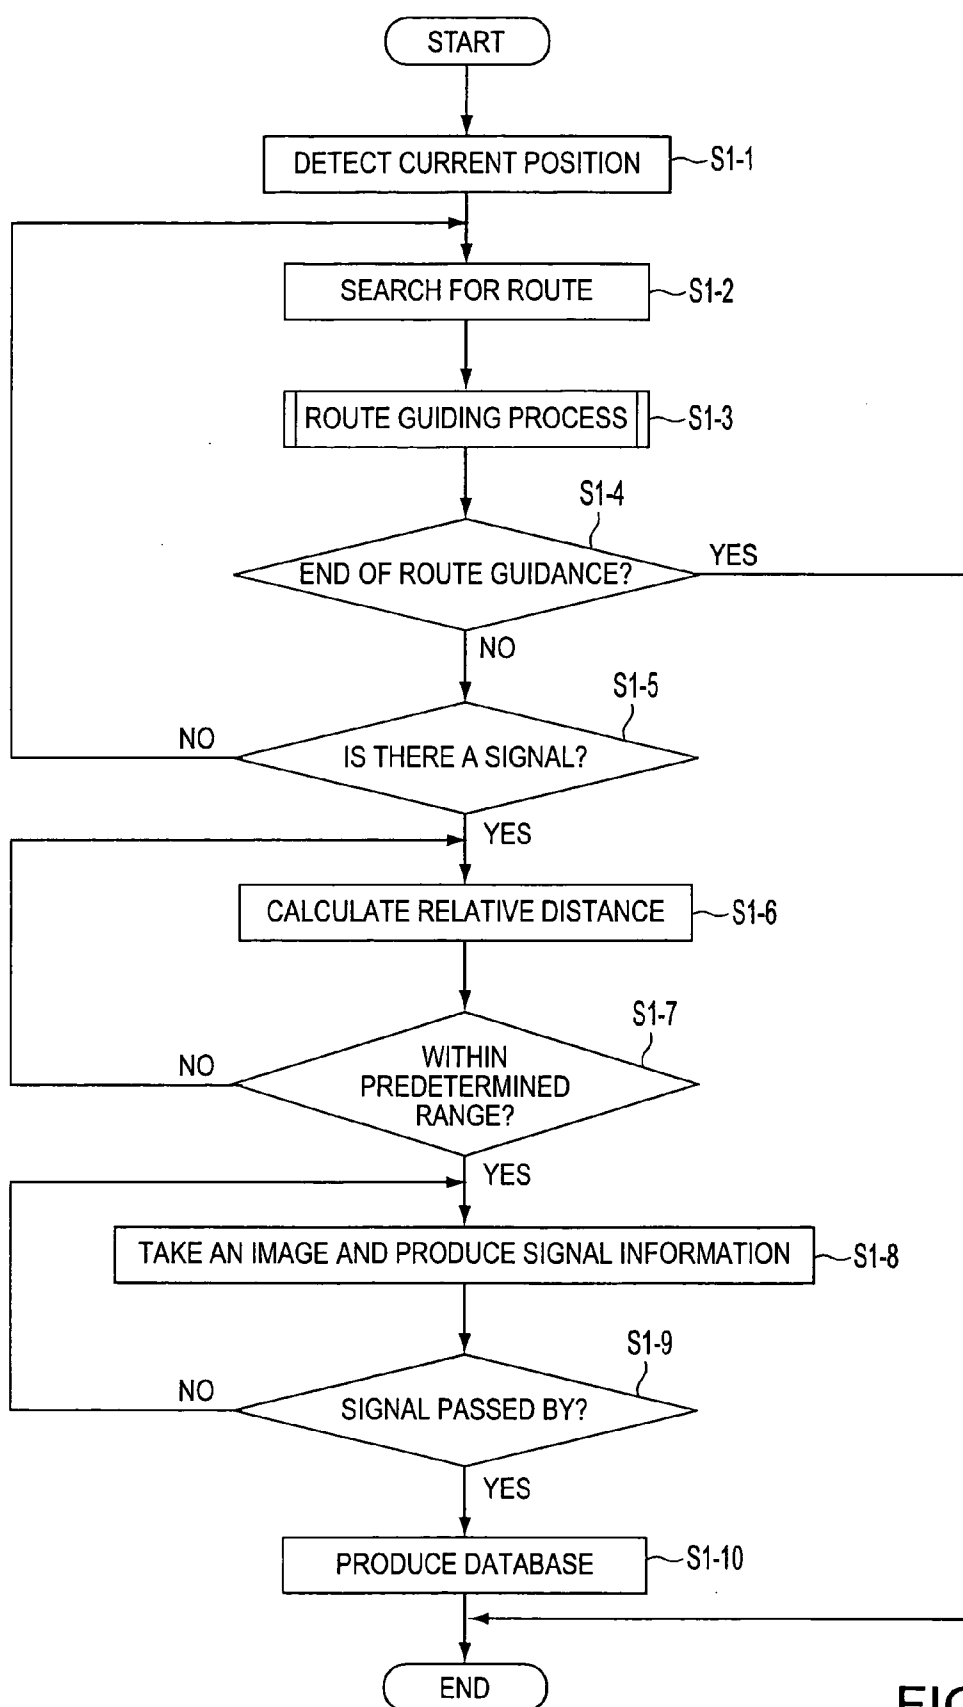 START
DETECT CURRENT POSITION
S1-1
SEARCH FOR ROUTE
S1-2
ROUTE GUIDING PROCESS
S1-3
S1-4
END OF ROUTE GUIDANCE?
YES
NO
S1-5
IS THERE A SIGNAL?
NO
YES
CALCULATE RELATIVE DISTANCE
S1-6
S1-7
WITHIN
PREDETERMINED
RANGE?
NO
YES
TAKE AN IMAGE AND PRODUCE SIGNAL INFORMATION
S1-8
S1-9
SIGNAL PASSED BY?
NO
YES
PRODUCE DATABASE
S1-10
END